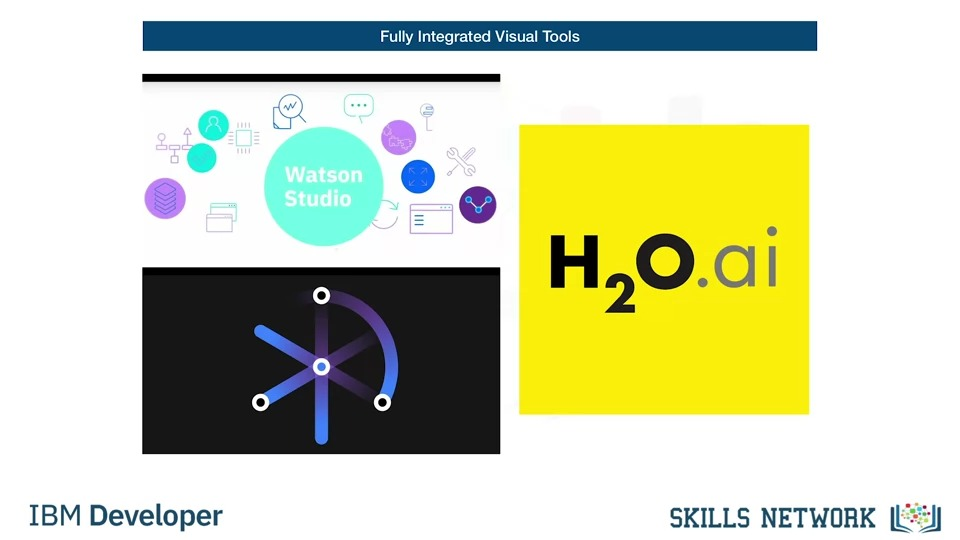 Fully Integrated Visual Tools
Watson
Studio
H2O.ai
IBM Developer
SKILLS NETWORK